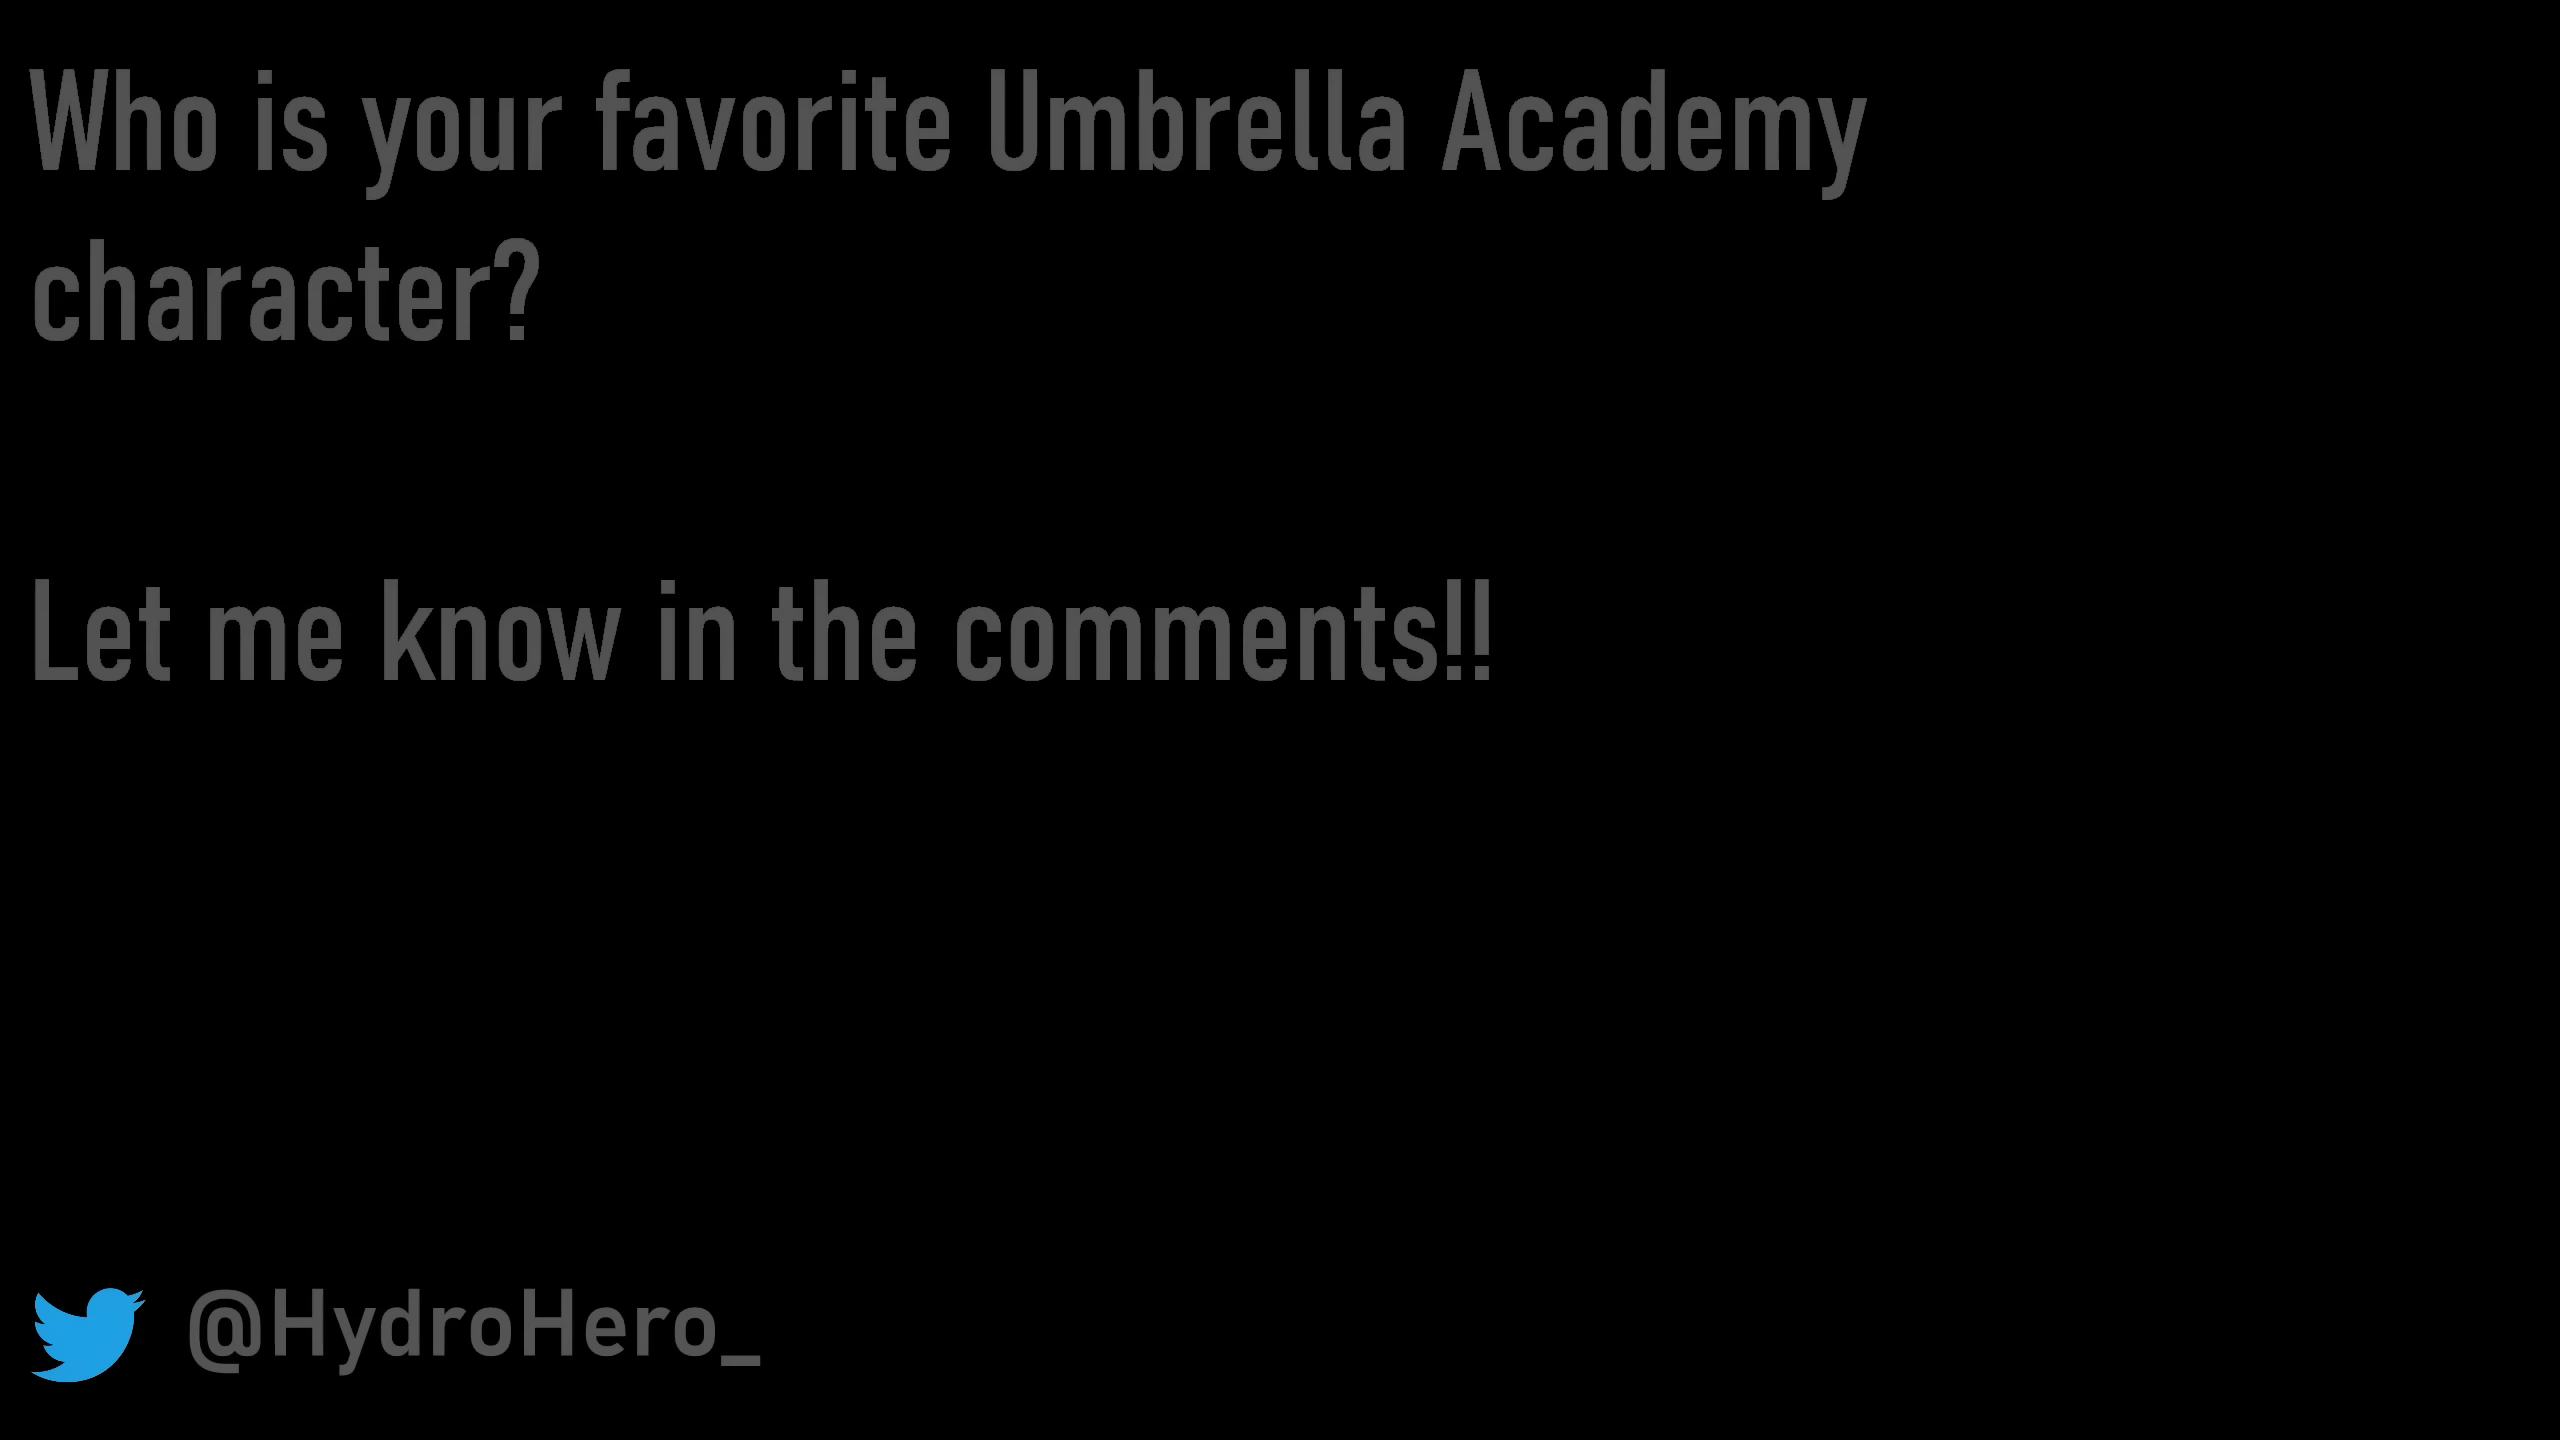 Who is your favorite Umbrella Academy
character?
Let me know in the comments!!
@HydroHero_